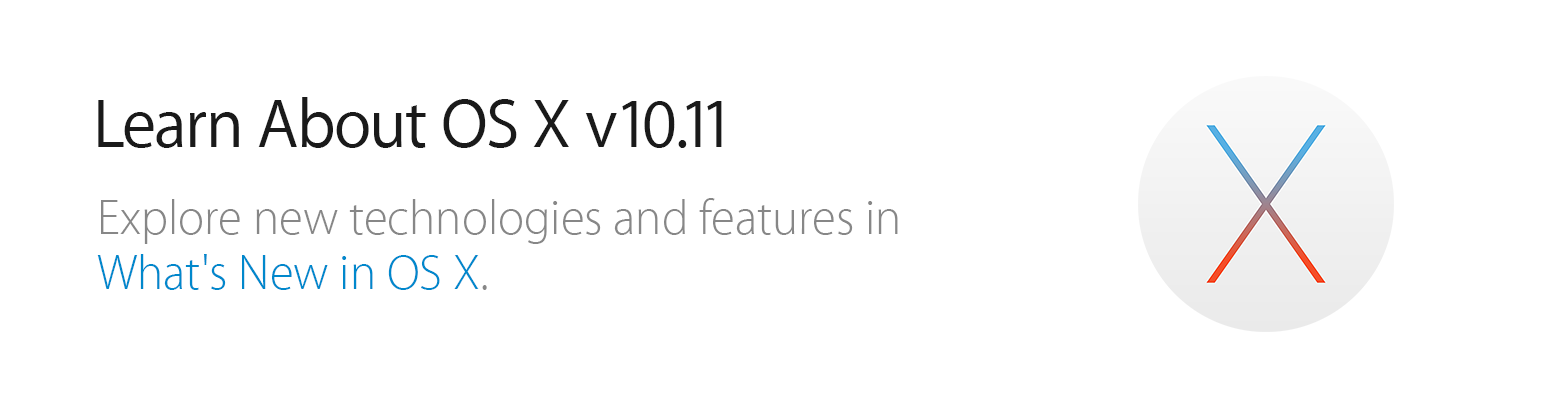 Learn About OS X v10.11
Explore new technologies and features in
What's New in OS X.
X